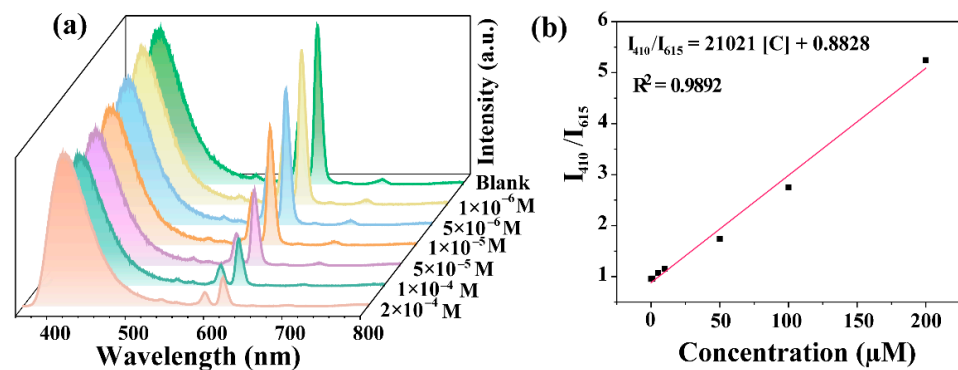 (a)
Intensity (a.u.)
Blank
1×10⁻⁶ M
5×10⁻⁶ M
1×10⁻⁵ M
5×10⁻⁵ M
1×10⁻⁴ M
2×10⁻⁴ M
400 500 600 700 800
Wavelength (nm)
(b)
I₄₁₀/I₆₁₅ = 21021 [C] + 0.8828
R² = 0.9892
I₄₁₀ /I₆₁₅
6
5
4
3
2
1
0 50 100 150 200
Concentration (μM)